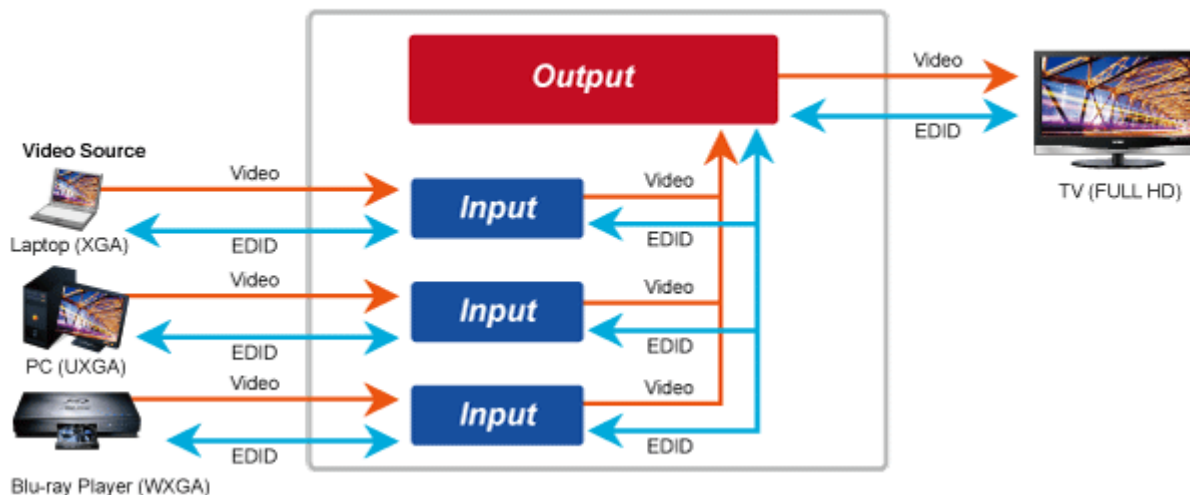 Output
Video
EDID
TV (FULL HD)
Video Source
Video
EDID
Laptop (XGA)
Input
Video
EDID
Video
EDID
PC (UXGA)
Input
Video
EDID
Video
EDID
Blu-ray Player (WXGA)
Input
Video
EDID